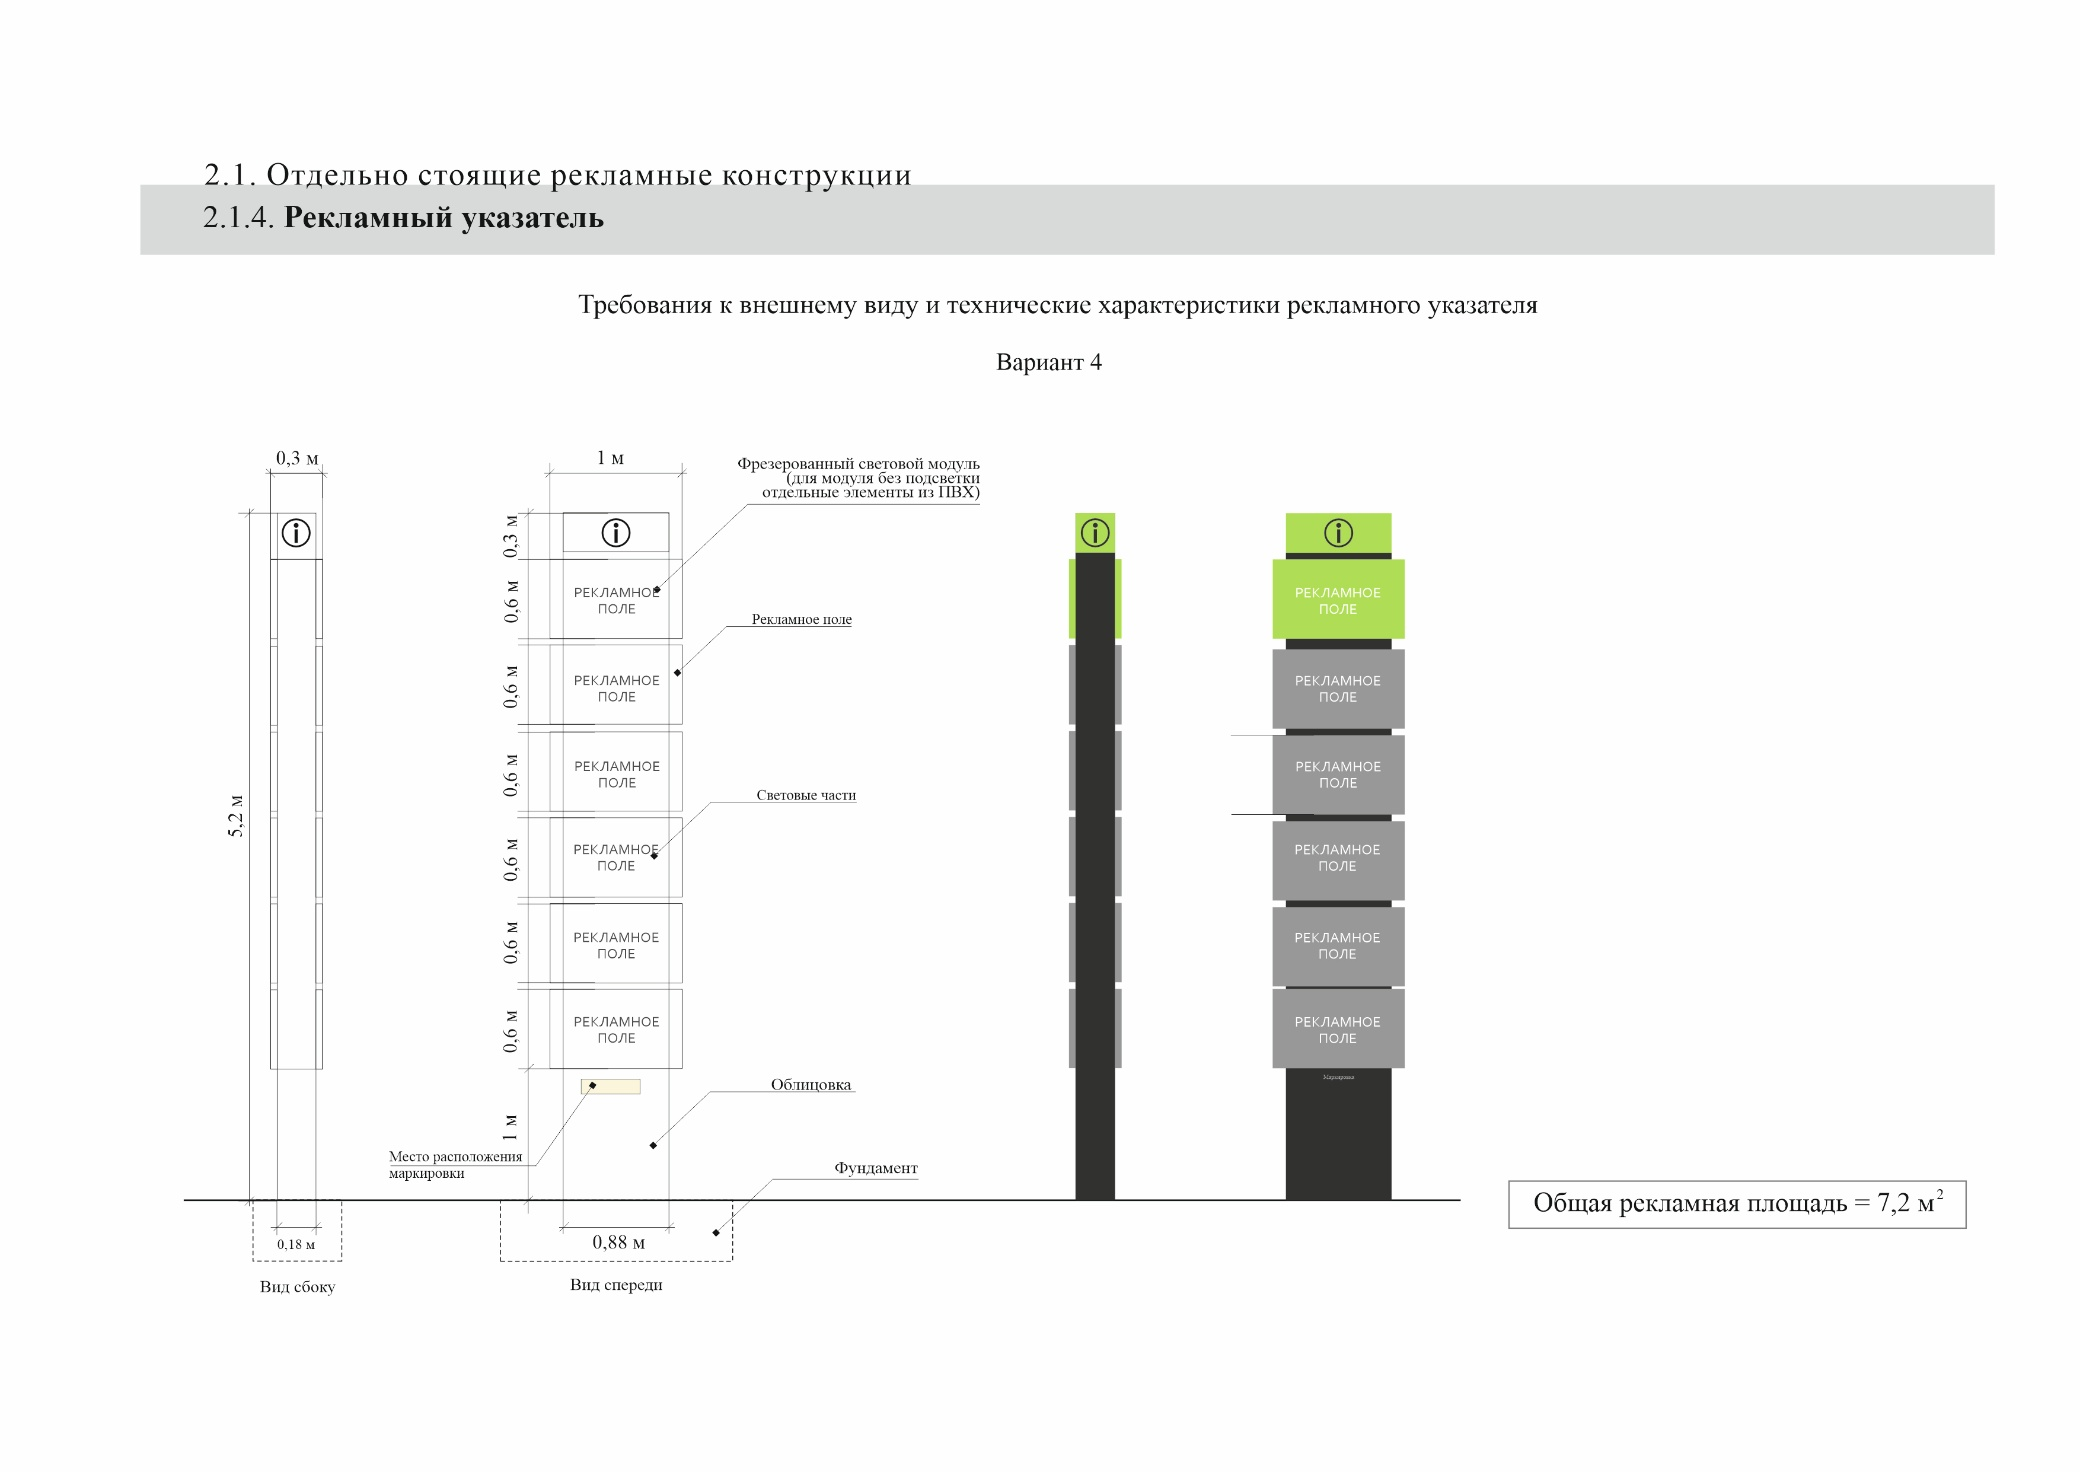 2.1. Отдельно стоящие рекламные конструкции
2.1.4. Рекламный указатель
Требования к внешнему виду и технические характеристики рекламного указателя
Вариант 4
0,3 м
1 м
Фрезерованный световой модуль
(для модуля без подсветки
отдельные элементы из ПВХ)
0,3 м
i
i
i
i
0,6 м
РЕКЛАМНОЕ
ПОЛЕ
РЕКЛАМНОЕ
ПОЛЕ
Рекламное поле
0,6 м
РЕКЛАМНОЕ
ПОЛЕ
РЕКЛАМНОЕ
ПОЛЕ
0,6 м
РЕКЛАМНОЕ
ПОЛЕ
РЕКЛАМНОЕ
ПОЛЕ
Световые части
5,2 м
0,6 м
РЕКЛАМНОЕ
ПОЛЕ
РЕКЛАМНОЕ
ПОЛЕ
0,6 м
РЕКЛАМНОЕ
ПОЛЕ
РЕКЛАМНОЕ
ПОЛЕ
0,6 м
РЕКЛАМНОЕ
ПОЛЕ
РЕКЛАМНОЕ
ПОЛЕ
Маркировка
Облицовка
1 м
Место расположения
маркировки
Фундамент
Общая рекламная площадь = 7,2 м²
0,18 м
0,88 м
Вид сбоку
Вид спереди